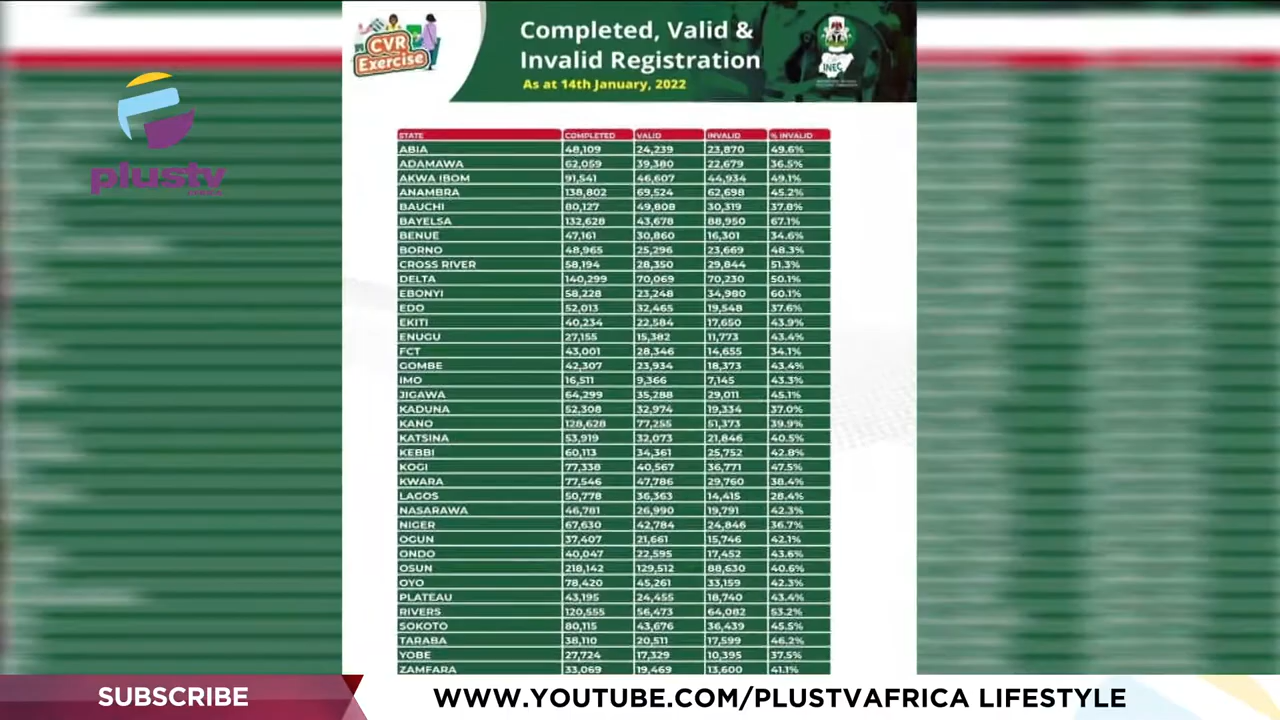 CVR
Exercise
Completed, Valid &
Invalid Registration
As at 14th January, 2022
INEC
plustv
STATE COMPLETED VALID INVALID % INVALID
ABIA 48,109 24,239 23,870 49.6%
ADAMAWA 62,059 39,380 22,679 36.5%
AKWA IBOM 91,541 46,607 44,934 49.1%
ANAMBRA 138,802 69,524 62,698 45.2%
BAUCHI 80,127 49,808 30,319 37.8%
BAYELSA 132,628 43,678 88,950 67.1%
BENUE 47,161 30,860 16,301 34.6%
BORNO 48,965 25,296 23,669 48.3%
CROSS RIVER 58,194 28,350 29,844 51.3%
DELTA 140,299 70,069 70,230 50.1%
EBONYI 58,228 23,248 34,980 60.1%
EDO 52,013 32,465 19,548 37.6%
EKITI 40,234 22,584 17,650 43.9%
ENUGU 27,155 15,382 11,773 43.4%
FCT 43,001 28,346 14,655 34.1%
GOMBE 42,307 23,934 18,373 43.4%
IMO 16,511 9,366 7,145 43.3%
JIGAWA 64,299 35,288 29,011 45.1%
KADUNA 52,308 32,974 19,334 37.0%
KANO 128,628 77,255 51,373 39.9%
KATSINA 53,919 32,073 21,846 40.5%
KEBBI 60,113 34,361 25,752 42.8%
KOGI 77,338 40,567 36,771 47.5%
KWARA 77,546 47,786 29,760 38.4%
LAGOS 50,778 36,363 14,415 28.4%
NASARAWA 46,781 26,990 19,791 42.3%
NIGER 67,630 42,784 24,846 36.7%
OGUN 37,407 21,661 15,746 42.1%
ONDO 40,047 22,595 17,452 43.6%
OSUN 218,142 129,512 88,630 40.6%
OYO 78,420 45,261 33,159 42.3%
PLATEAU 43,195 24,455 18,740 43.4%
RIVERS 120,555 56,473 64,082 53.2%
SOKOTO 80,115 43,676 36,439 45.5%
TARABA 38,110 20,511 17,599 46.2%
YOBE 27,724 17,329 10,395 37.5%
ZAMFARA 33,069 19,469 13,600 41.1%
SUBSCRIBE WWW.YOUTUBE.COM/PLUSTVAFRICA LIFESTYLE